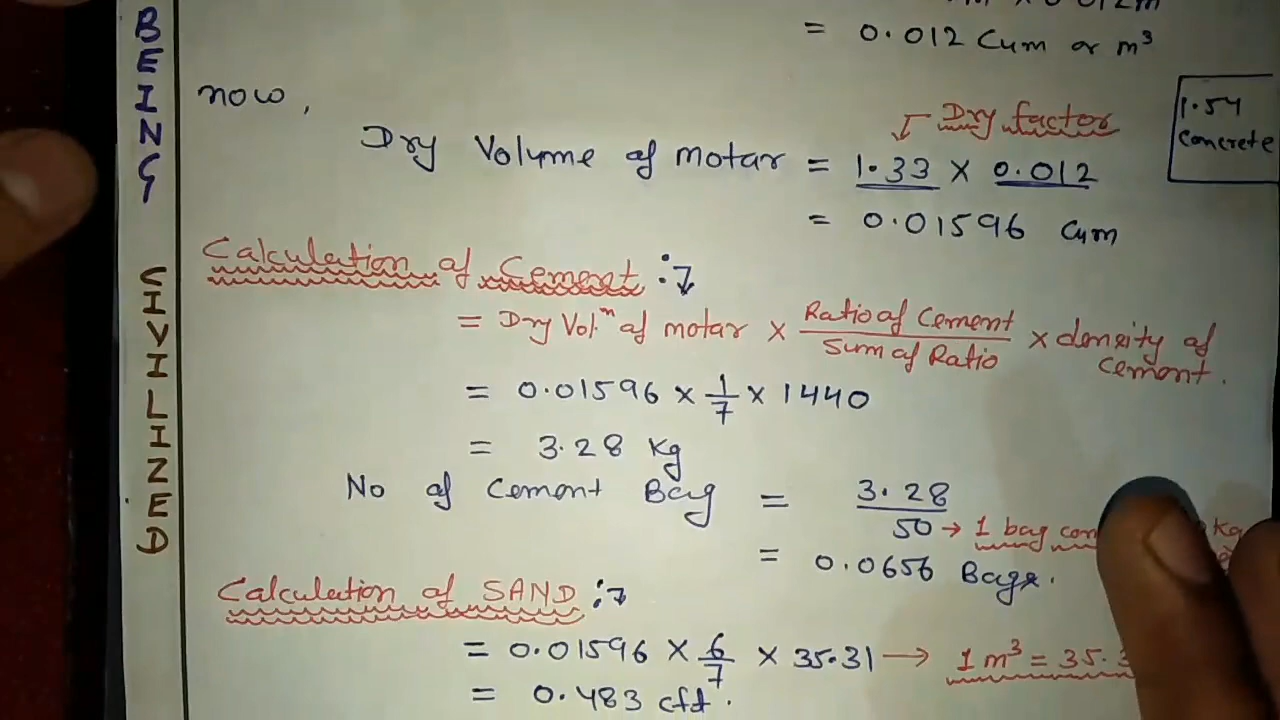 = 0.012 Cum or m³
BEING CIVILIZED
now,
Dry factor
1.54
Concrete
Dry Volume of motar = 1.33 × 0.012
= 0.01596 Cum
Calculation of Cement :↴
= Dry Vol.ᵐ of motar × Ratio of Cement / Sum of Ratio × density of Cement.
= 0.01596 × 1/7 × 1440
= 3.28 Kg
No of Cement Bag = 3.28 / 50 → 1 bag
= 0.0656 Bags.
Calculation of SAND :↴
= 0.01596 × 6/7 × 35.31 → 1 m³ = 35.3
= 0.483 cft.